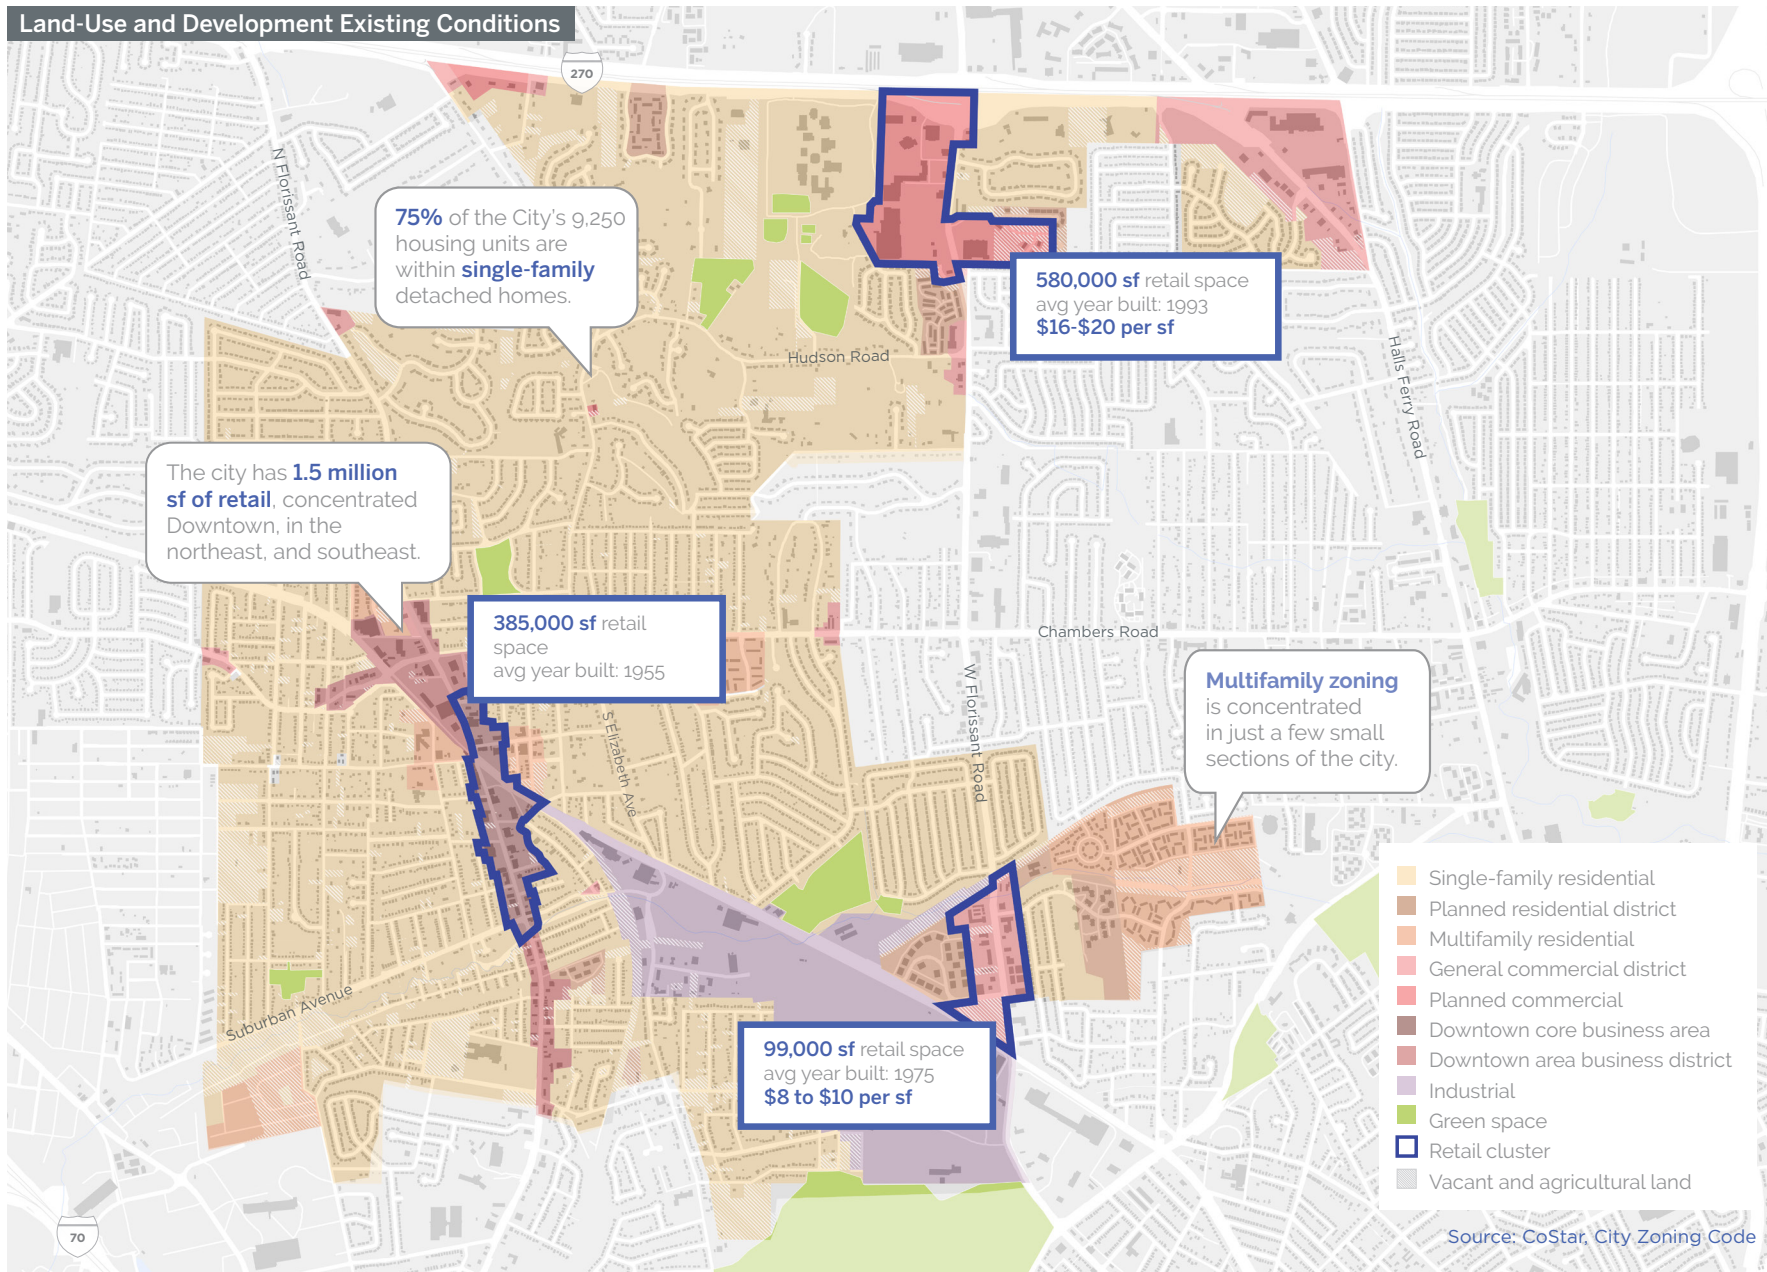 Land-Use and Development Existing Conditions
270
N Florissant Road
75% of the City's 9,250
housing units are
within single-family
detached homes.
580,000 sf retail space
avg year built: 1993
$16-$20 per sf
Hudson Road
Halls Ferry Road
The city has 1.5 million
sf of retail, concentrated
Downtown, in the
northeast, and southeast.
385,000 sf retail
space
avg year built: 1955
Chambers Road
W Florissant Road
S Elizabeth Ave
Multifamily zoning
is concentrated
in just a few small
sections of the city.
Suburban Avenue
99,000 sf retail space
avg year built: 1975
$8 to $10 per sf
Single-family residential
Planned residential district
Multifamily residential
General commercial district
Planned commercial
Downtown core business area
Downtown area business district
Industrial
Green space
Retail cluster
Vacant and agricultural land
70
Source: CoStar, City Zoning Code